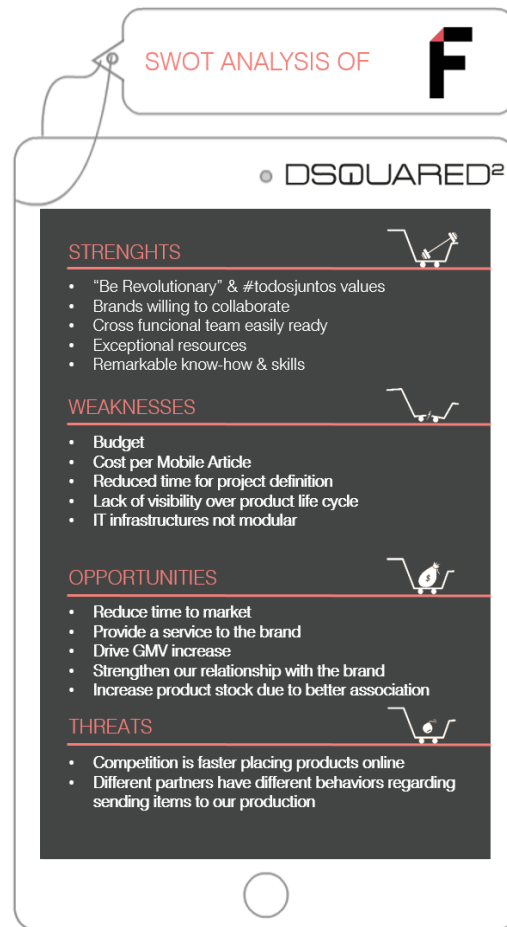 SWOT ANALYSIS OF F
DSQUARED²
STRENGHTS
• "Be Revolutionary" & #todosjuntos values
• Brands willing to collaborate
• Cross funcional team easily ready
• Exceptional resources
• Remarkable know-how & skills
WEAKNESSES
• Budget
• Cost per Mobile Article
• Reduced time for project definition
• Lack of visibility over product life cycle
• IT infrastructures not modular
OPPORTUNITIES
$
• Reduce time to market
• Provide a service to the brand
• Drive GMV increase
• Strengthen our relationship with the brand
• Increase product stock due to better association
THREATS
• Competition is faster placing products online
• Different partners have different behaviors regarding
sending items to our production